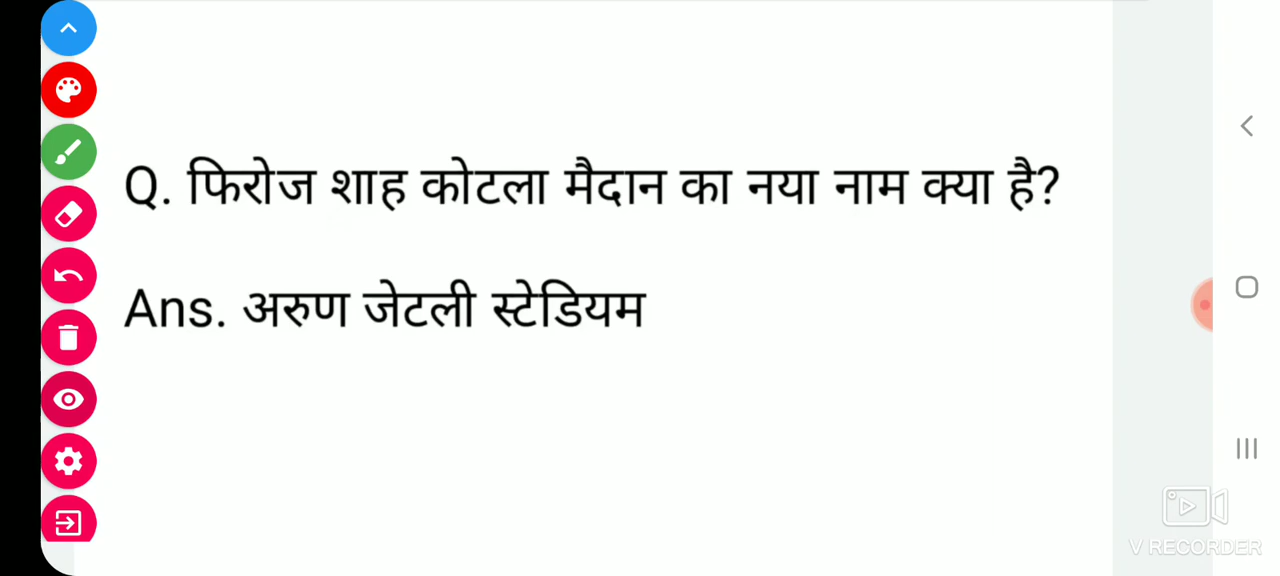 Q. फिरोज शाह कोटला मैदान का नया नाम क्या है?
Ans. अरुण जेटली स्टेडियम
V RECORDER